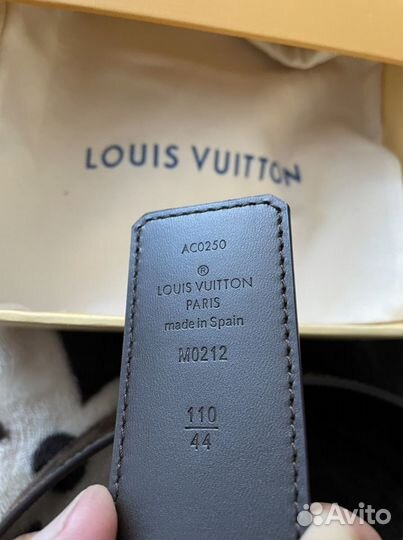 LOUIS VUITTON
AC0250
®
LOUIS VUITTON
PARIS
made in Spain
M0212
110
44
Avito